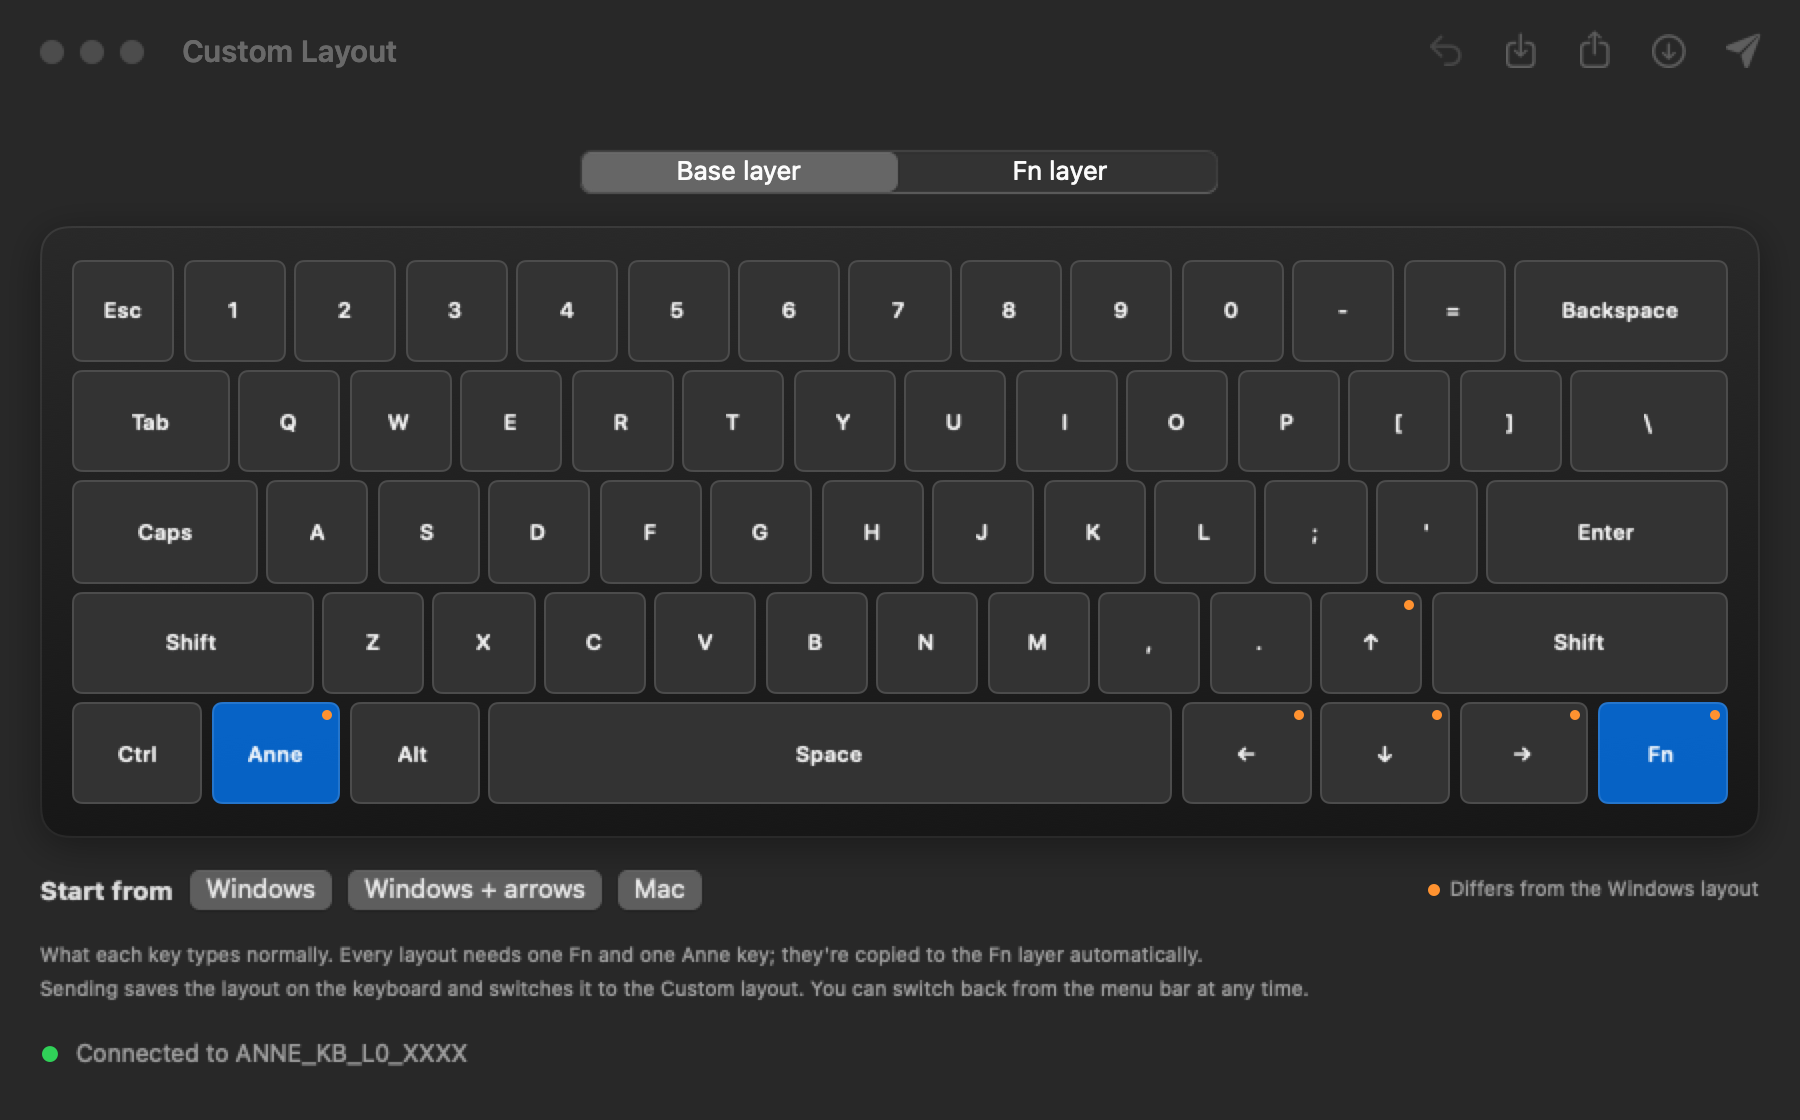 Custom Layout
Base layer Fn layer
Esc 1 2 3 4 5 6 7 8 9 0 - = Backspace
Tab Q W E R T Y U I O P [ ] \
Caps A S D F G H J K L ; ' Enter
Shift Z X C V B N M , . ↑ Shift
Ctrl Anne Alt Space ← ↓ → Fn
Start from Windows Windows + arrows Mac Differs from the Windows layout
What each key types normally. Every layout needs one Fn and one Anne key; they're copied to the Fn layer automatically.
Sending saves the layout on the keyboard and switches it to the Custom layout. You can switch back from the menu bar at any time.
Connected to ANNE_KB_L0_XXXX